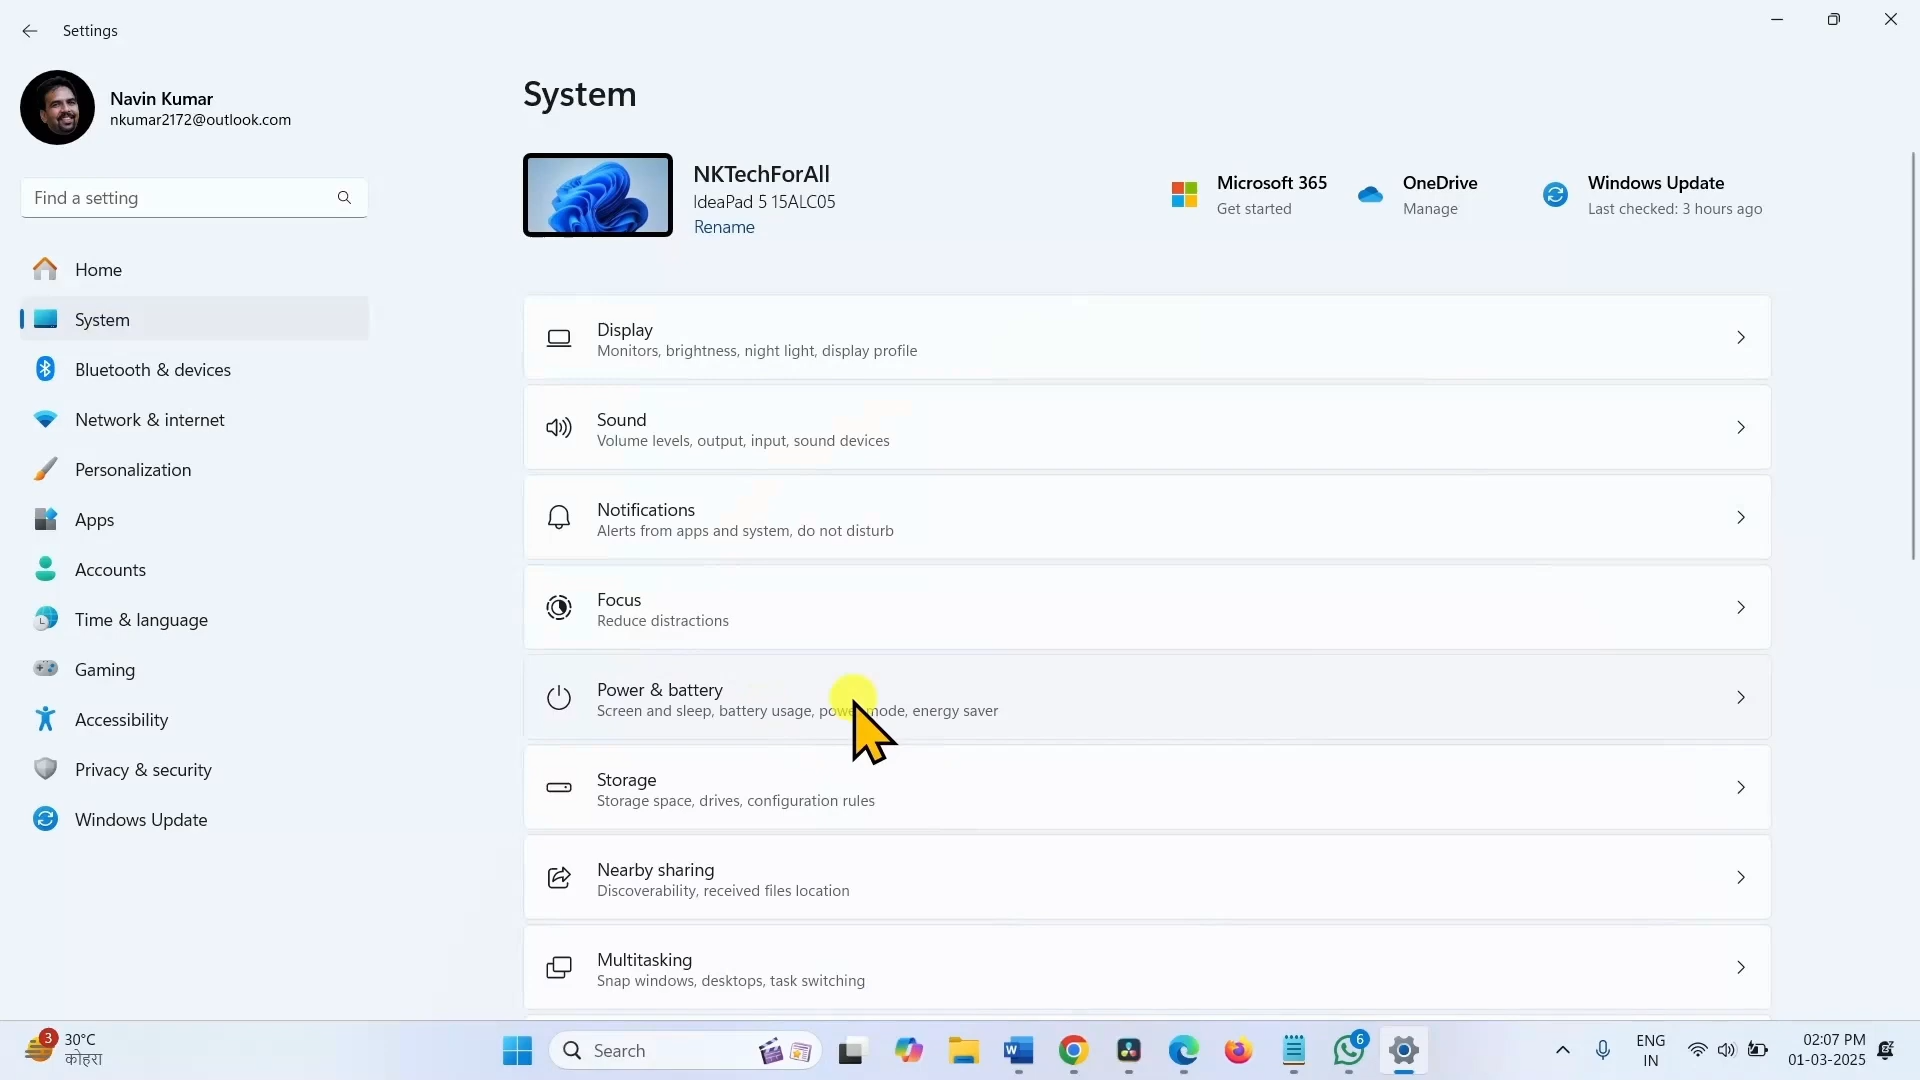 Settings
Navin Kumar
nkumar2172@outlook.com
Find a setting
Home
System
Bluetooth & devices
Network & internet
Personalization
Apps
Accounts
Time & language
Gaming
Accessibility
Privacy & security
Windows Update
System
NKTechForAll
IdeaPad 5 15ALC05
Rename
Microsoft 365
Get started
OneDrive
Manage
Windows Update
Last checked: 3 hours ago
Display
Monitors, brightness, night light, display profile
Sound
Volume levels, output, input, sound devices
Notifications
Alerts from apps and system, do not disturb
Focus
Reduce distractions
Power & battery
Screen and sleep, battery usage, power mode, energy saver
Storage
Storage space, drives, configuration rules
Nearby sharing
Discoverability, received files location
Multitasking
Snap windows, desktops, task switching
3
30°C
कोहरा
Search
W
6
ENG
IN
02:07 PM
01-03-2025